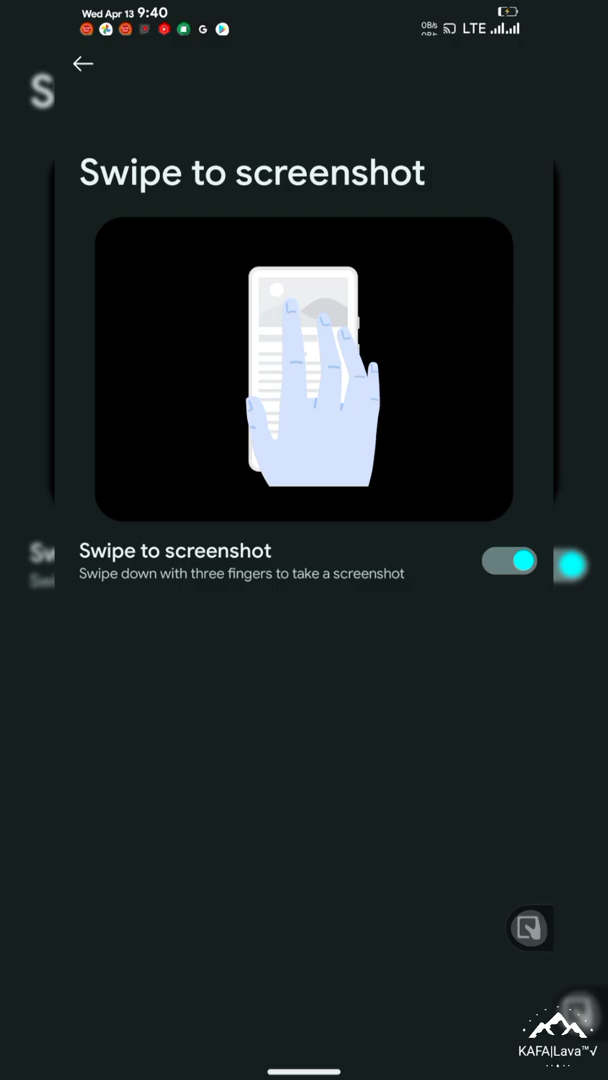 Wed Apr 13 9:40
0B/s
LTE
Swipe to screenshot
Swipe to screenshot
Swipe down with three fingers to take a screenshot
KAFA|Lava™√